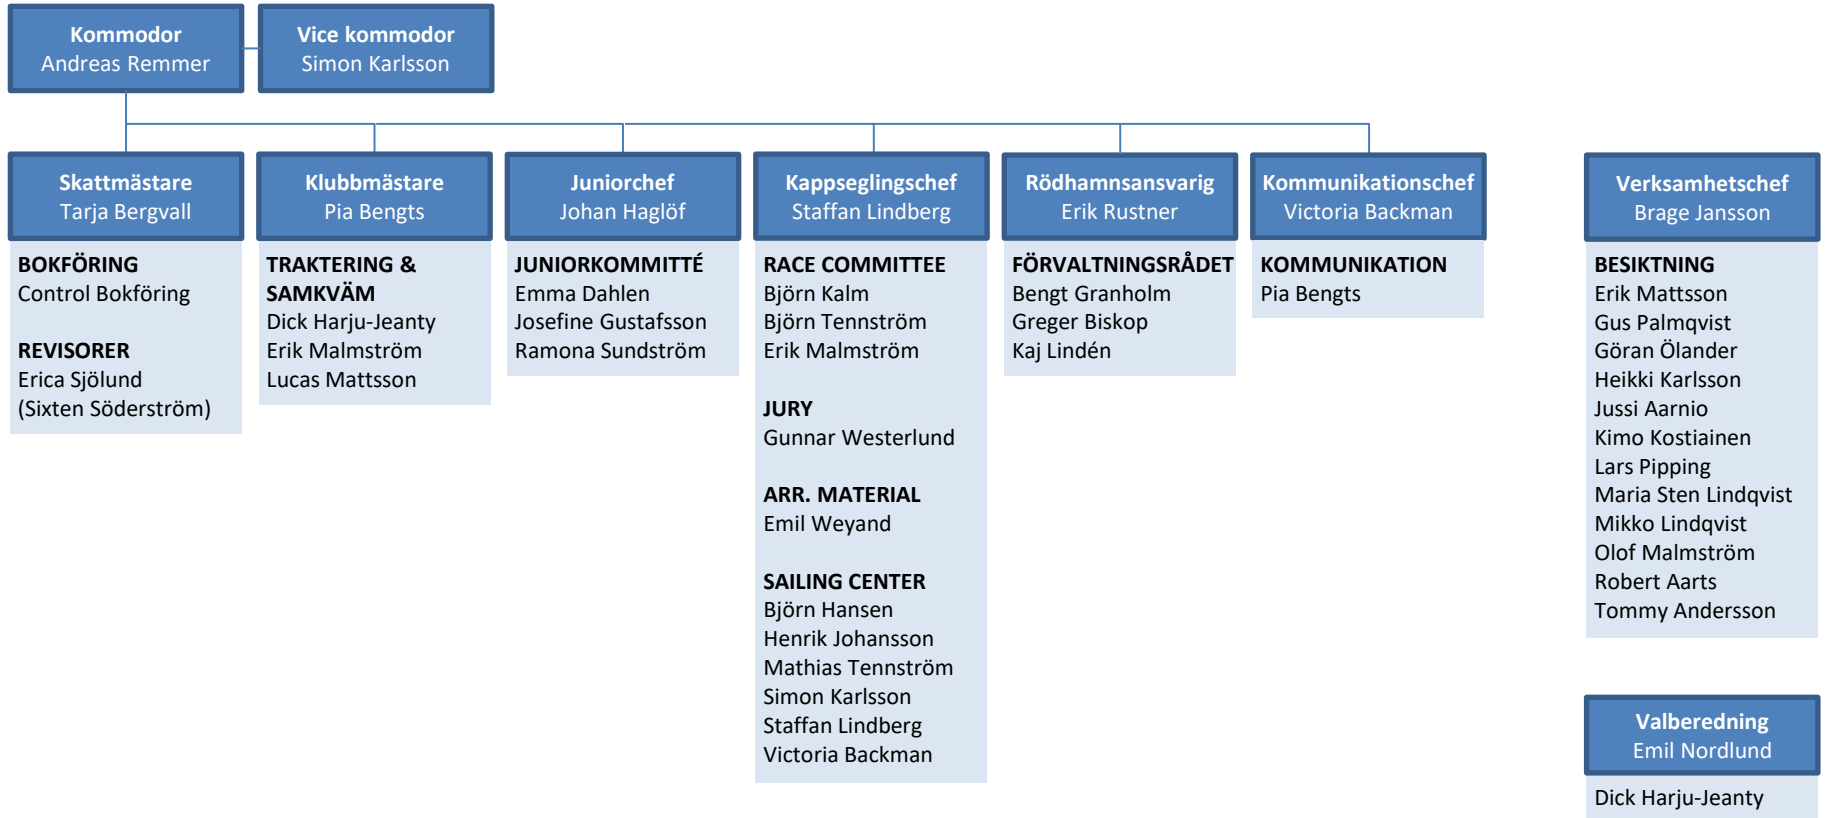 Kommodor
Andreas Remmer
Vice kommodor
Simon Karlsson
Skattmästare
Tarja Bergvall
BOKFÖRING
Control Bokföring
REVISORER
Erica Sjölund
(Sixten Söderström)
Klubbmästare
Pia Bengts
TRAKTERING &
SAMKVÄM
Dick Harju-Jeanty
Erik Malmström
Lucas Mattsson
Juniorchef
Johan Haglöf
JUNIORKOMMITTÉ
Emma Dahlen
Josefine Gustafsson
Ramona Sundström
Kappseglingschef
Staffan Lindberg
RACE COMMITTEE
Björn Kalm
Björn Tennström
Erik Malmström
JURY
Gunnar Westerlund
ARR. MATERIAL
Emil Weyand
SAILING CENTER
Björn Hansen
Henrik Johansson
Mathias Tennström
Simon Karlsson
Staffan Lindberg
Victoria Backman
Rödhamnsansvarig
Erik Rustner
FÖRVALTNINGSRÅDET
Bengt Granholm
Greger Biskop
Kaj Lindén
Kommunikationschef
Victoria Backman
KOMMUNIKATION
Pia Bengts
Verksamhetschef
Brage Jansson
BESIKTNING
Erik Mattsson
Gus Palmqvist
Göran Ölander
Heikki Karlsson
Jussi Aarnio
Kimo Kostiainen
Lars Pipping
Maria Sten Lindqvist
Mikko Lindqvist
Olof Malmström
Robert Aarts
Tommy Andersson
Valberedning
Emil Nordlund
Dick Harju-Jeanty